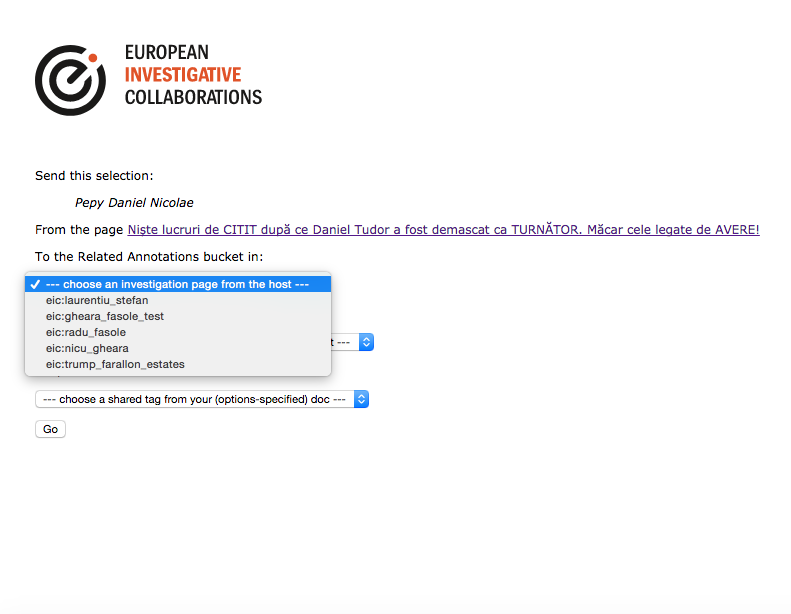 EUROPEAN
INVESTIGATIVE
COLLABORATIONS
Send this selection:
Pepy Daniel Nicolae
From the page Niște lucruri de CITIT după ce Daniel Tudor a fost demascat ca TURNĂTOR. Măcar cele legate de AVERE!
To the Related Annotations bucket in:
✓ --- choose an investigation page from the host ---
eic:laurentiu_stefan
eic:gheara_fasole_test
eic:radu_fasole
eic:nicu_gheara
eic:trump_farallon_estates
t ---
--- choose a shared tag from your (options-specified) doc ---
Go